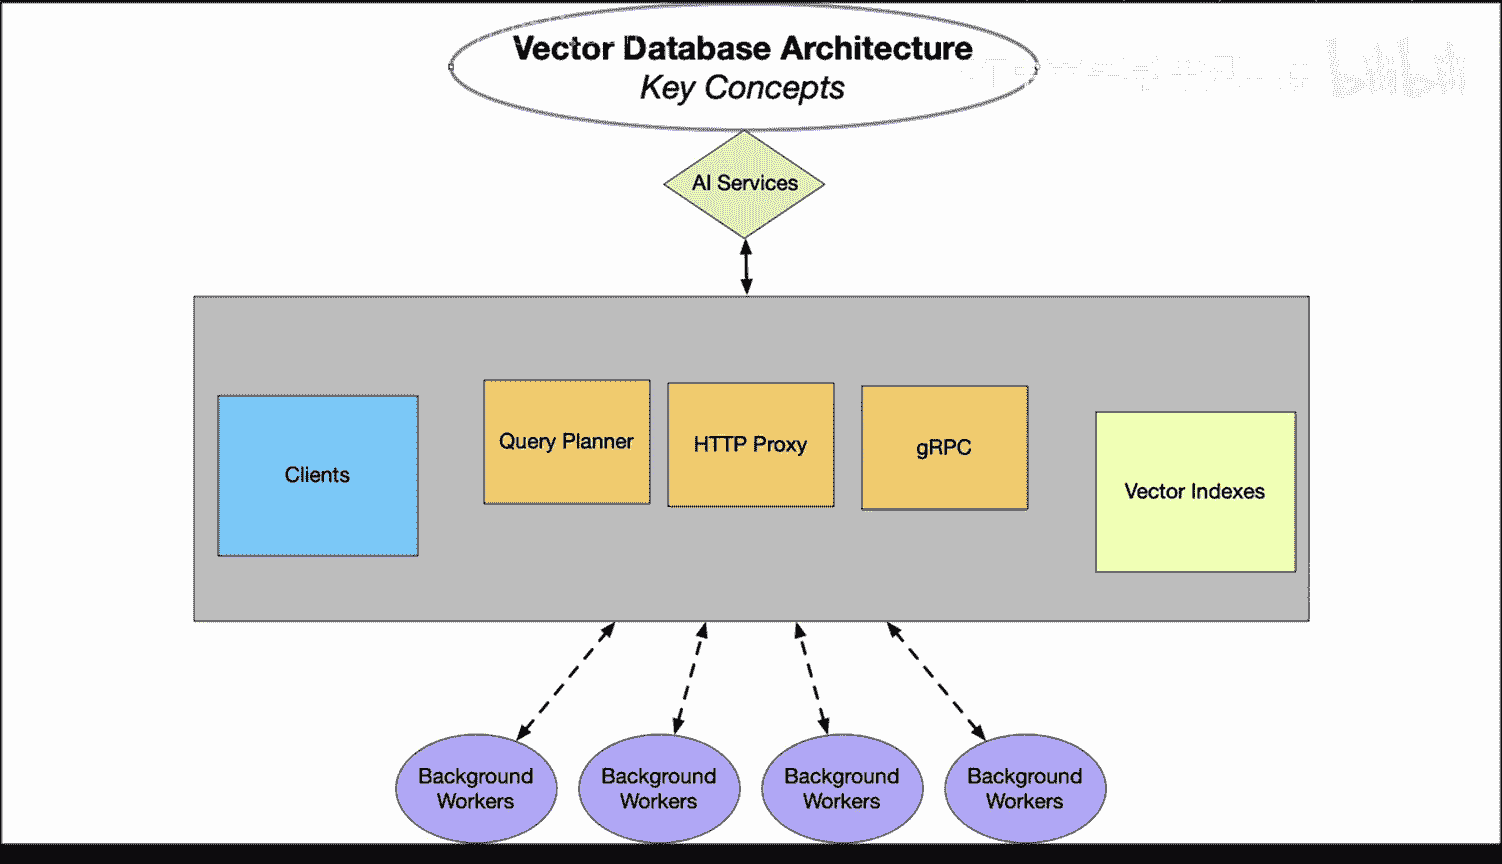 Vector Database Architecture
Key Concepts
AI Services
Clients
Query Planner
HTTP Proxy
gRPC
Vector Indexes
Background
Workers
Background
Workers
Background
Workers
Background
Workers